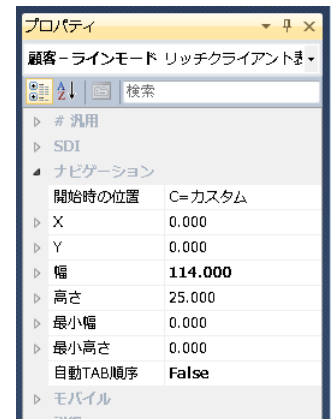 プロパティ
顧客－ラインモード リッチクライアント表
検索
# 汎用
SDI
ナビゲーション
開始時の位置 C=カスタム
X 0.000
Y 0.000
幅 114.000
高さ 25.000
最小幅 0.000
最小高さ 0.000
自動TAB順序 False
モバイル